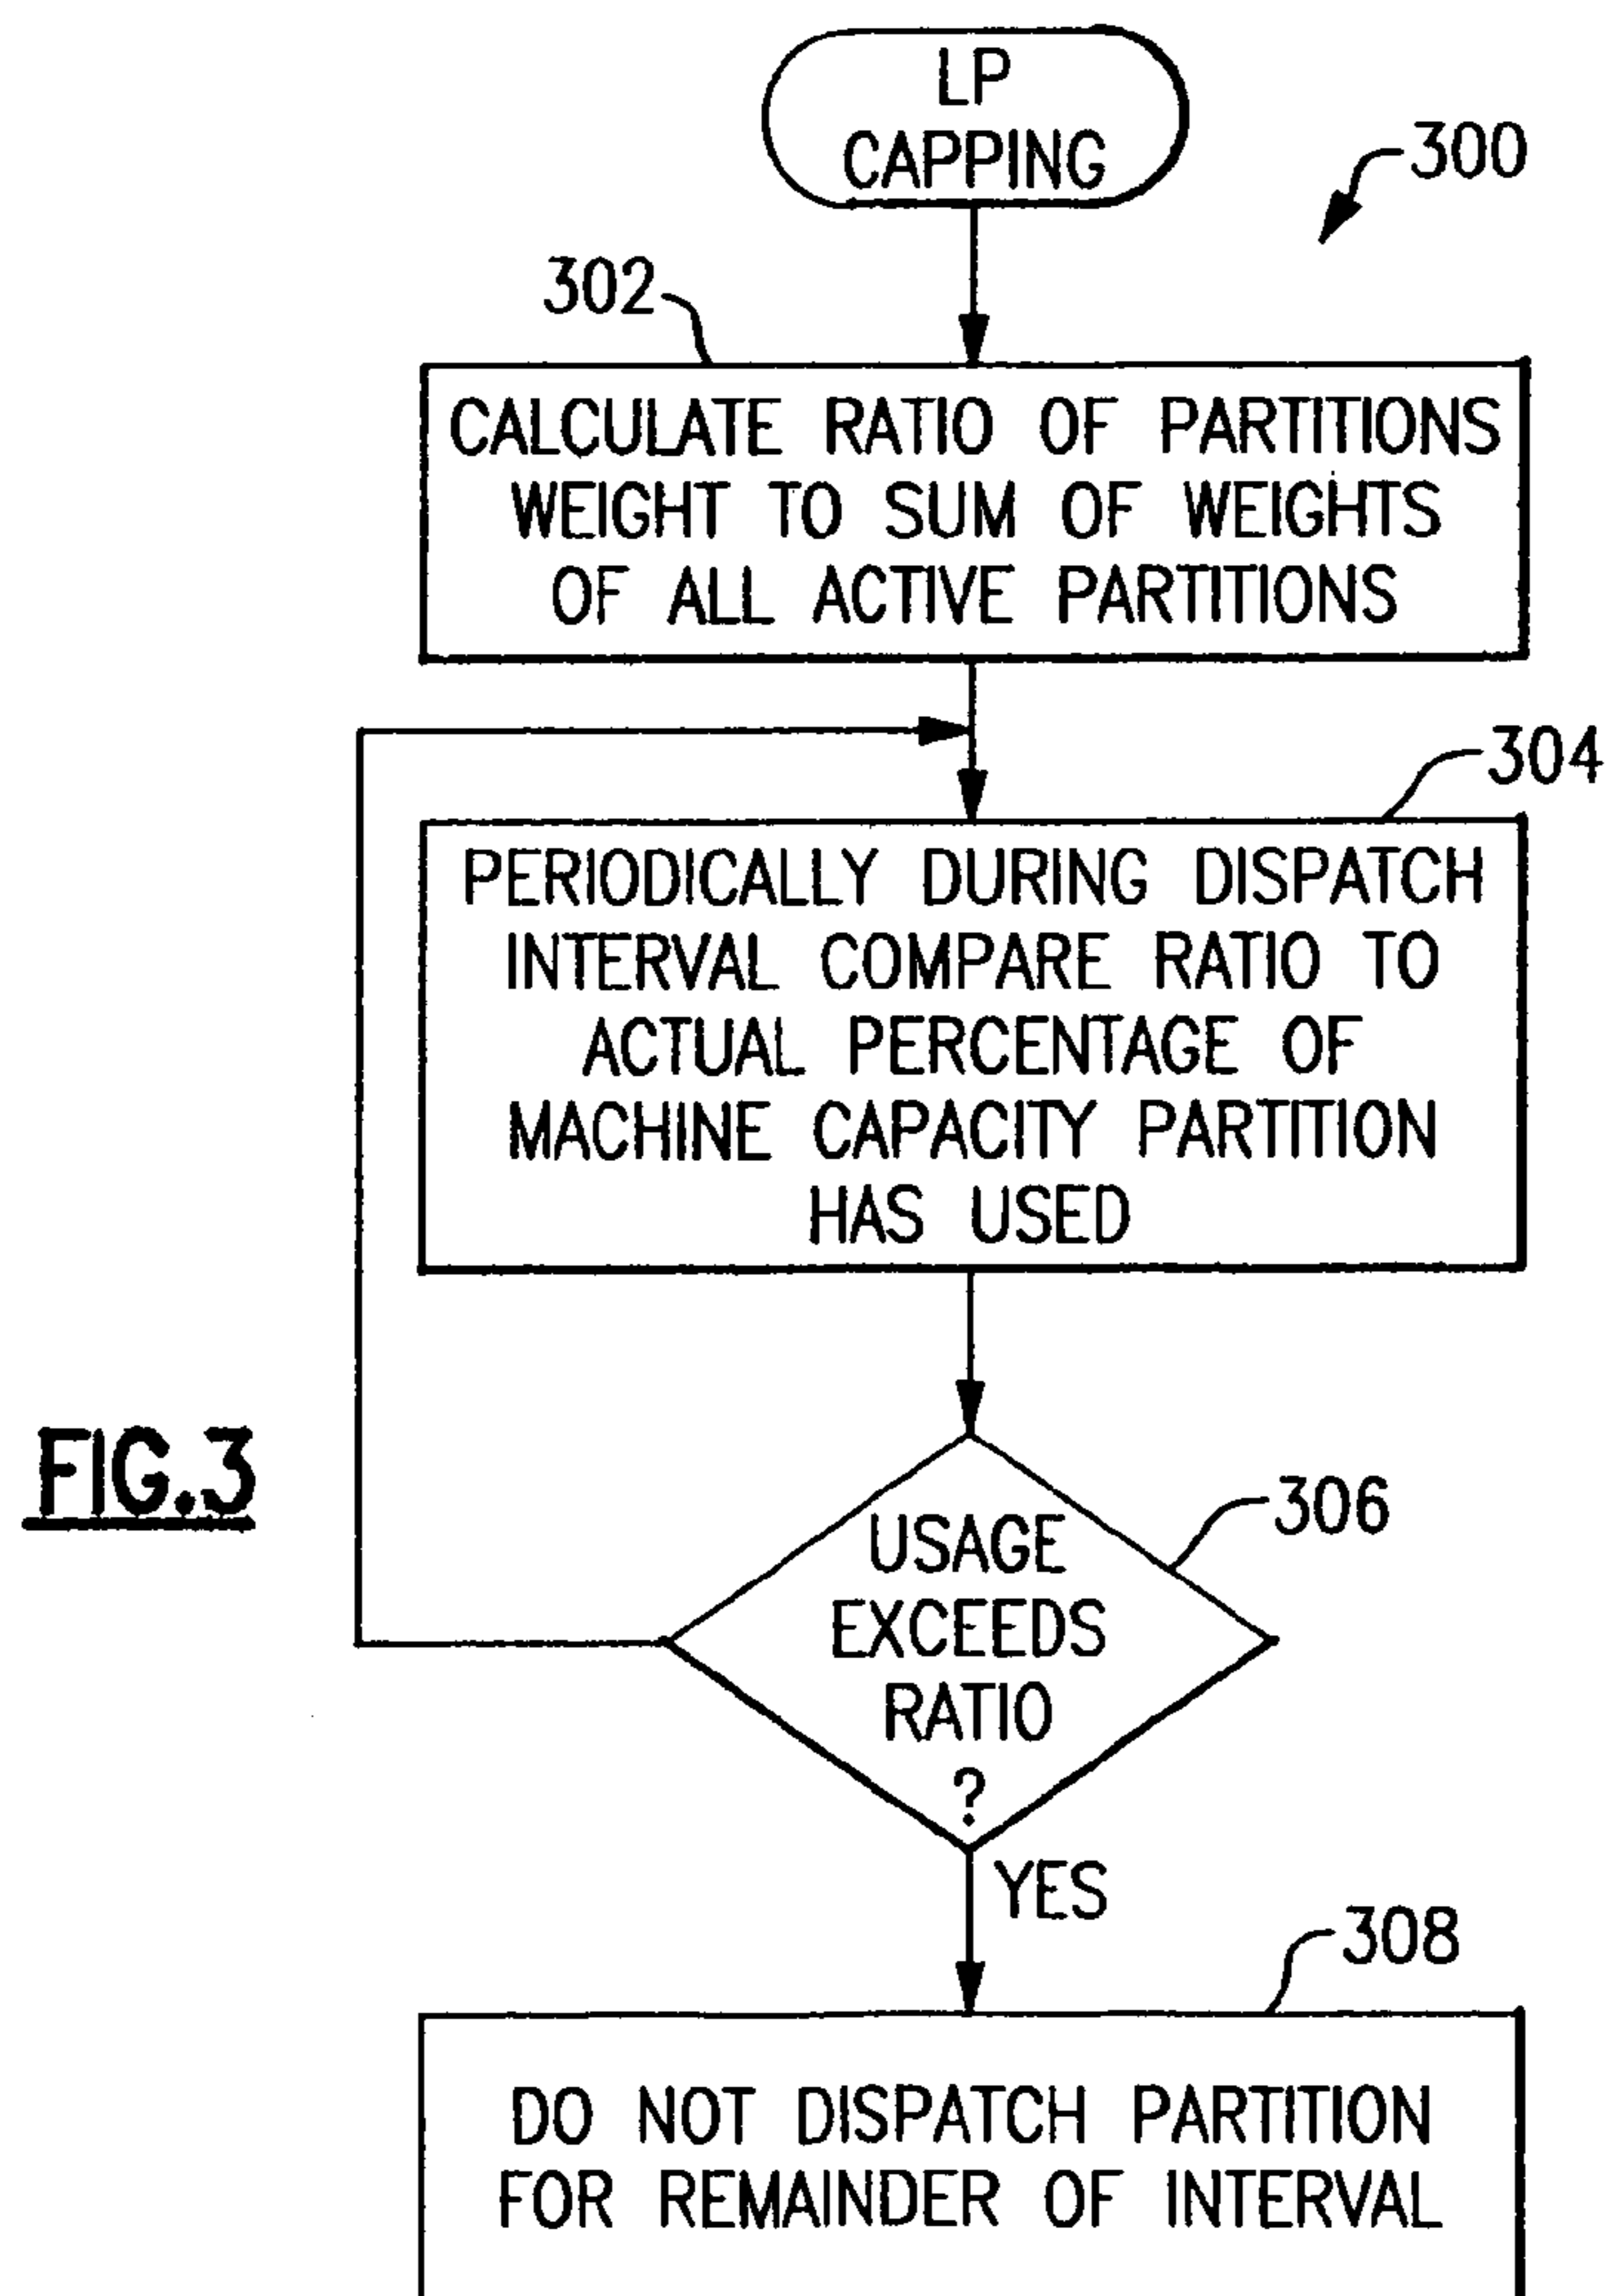 LP
CAPPING
300
302
CALCULATE RATIO OF PARTITIONS
WEIGHT TO SUM OF WEIGHTS
OF ALL ACTIVE PARTITIONS
304
PERIODICALLY DURING DISPATCH
INTERVAL COMPARE RATIO TO
ACTUAL PERCENTAGE OF
MACHINE CAPACITY PARTITION
HAS USED
FIG.3
306
USAGE
EXCEEDS
RATIO
?
YES
308
DO NOT DISPATCH PARTITION
FOR REMAINDER OF INTERVAL